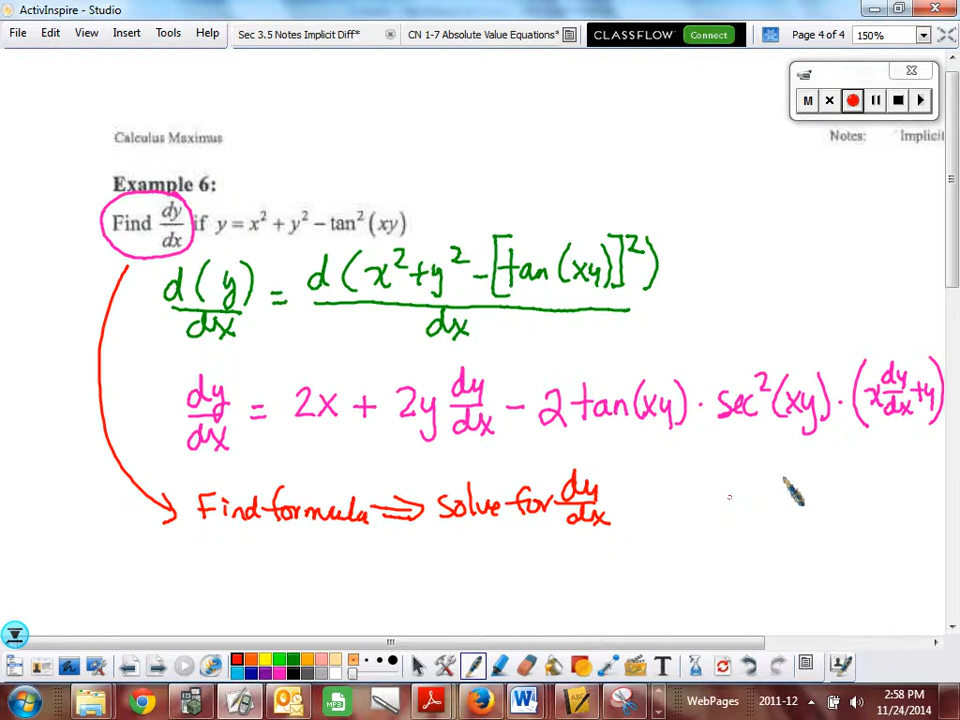 ActivInspire - Studio
File Edit View Insert Tools Help Sec 3.5 Notes Implicit Diff* CN 1-7 Absolute Value Equations* CLASSFLOW Connect Page 4 of 4 150%
M
Calculus Maximus Notes: Implicit
Example 6:
Find dy/dx if y = x² + y² − tan² (xy)
d(y)/dx = d(x² + y² − [tan(xy)]²)/dx
dy/dx = 2x + 2y dy/dx − 2 tan(xy) · sec²(xy) · (x dy/dx + y)
Find formula ⇒ Solve for dy/dx
WebPages 2011-12 2:58 PM
11/24/2014